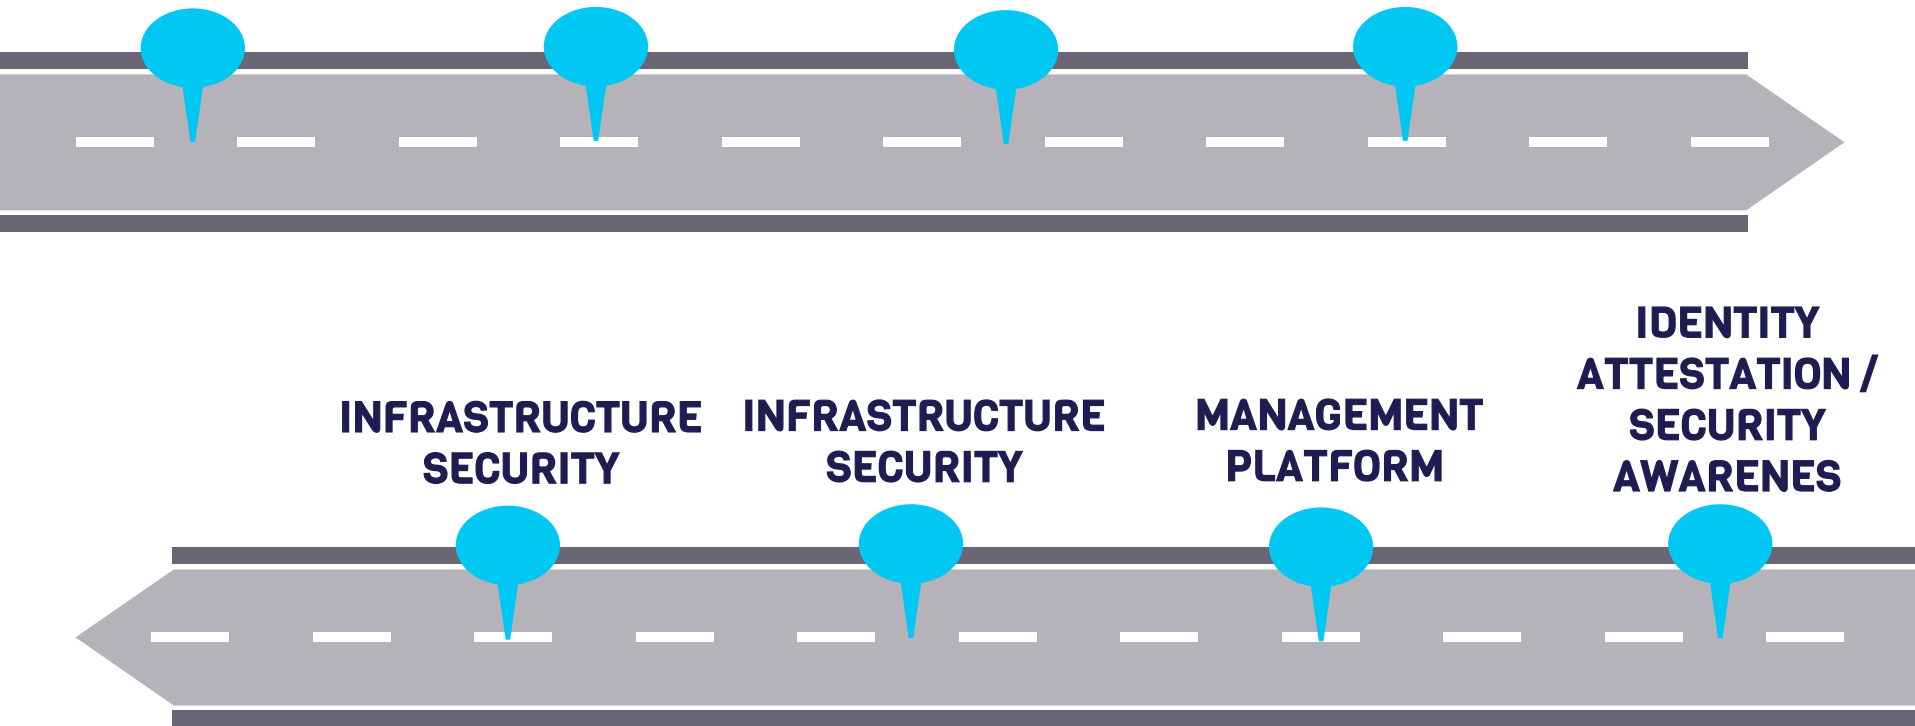 INFRASTRUCTURE
SECURITY
INFRASTRUCTURE
SECURITY
MANAGEMENT
PLATFORM
IDENTITY
ATTESTATION /
SECURITY
AWARENES